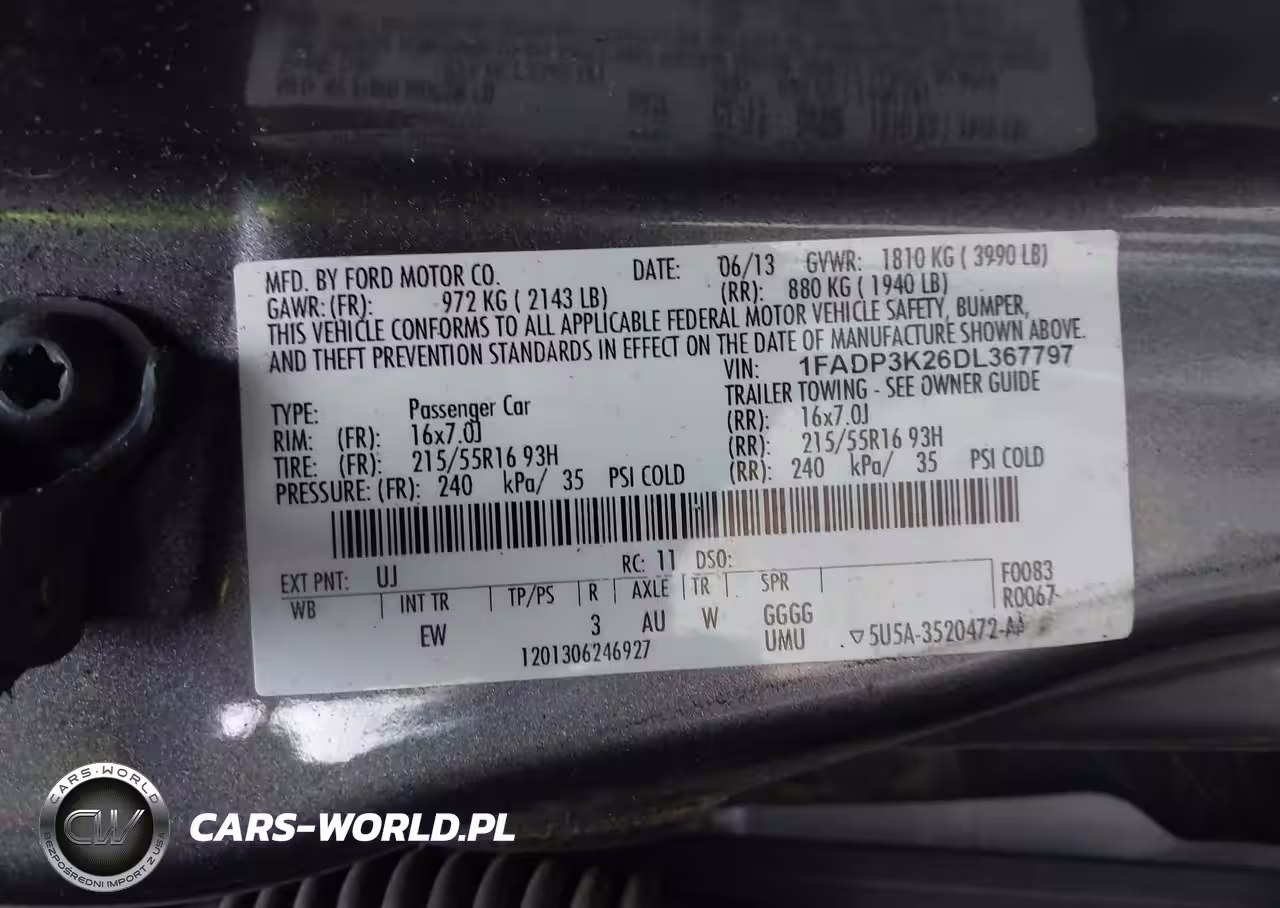 MFD. BY FORD MOTOR CO. DATE: 06/13 GVWR: 1810 KG ( 3990 LB)
GAWR: (FR): 972 KG ( 2143 LB) (RR): 880 KG ( 1940 LB)
THIS VEHICLE CONFORMS TO ALL APPLICABLE FEDERAL MOTOR VEHICLE SAFETY, BUMPER,
AND THEFT PREVENTION STANDARDS IN EFFECT ON THE DATE OF MANUFACTURE SHOWN ABOVE.
VIN: 1FADP3K26DL367797
TYPE: Passenger Car TRAILER TOWING - SEE OWNER GUIDE
RIM: (FR): 16x7.0J (RR): 16x7.0J
TIRE: (FR): 215/55R16 93H (RR): 215/55R16 93H
PRESSURE: (FR): 240 kPa/ 35 PSI COLD (RR): 240 kPa/ 35 PSI COLD
EXT PNT: UJ RC: 11 DSO:
WB INT TR TP/PS R AXLE TR SPR F0083
EW 3 AU W GGGG R0067-
1201306246927 UMU ▽5U5A-3520472-AA
CARS-WORLD
CW
BEZPOŚREDNI IMPORT Z USA
CARS-WORLD.PL